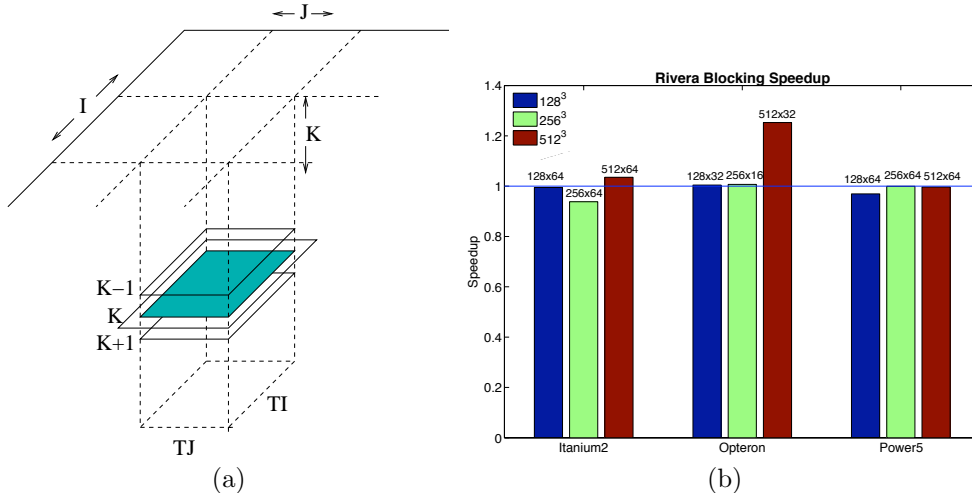 J
I
K
K−1
K
K+1
TI
TJ
(a)
Rivera Blocking Speedup
1.4
1.2
1
0.8
0.6
0.4
0.2
0
Speedup
128³
256³
512³
128x64
256x64
512x64
128x32
256x16
512x32
128x64
256x64
512x64
Itanium2
Opteron
Power5
(b)